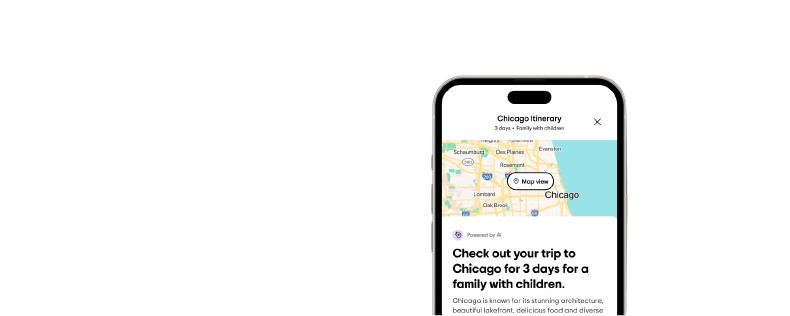 Chicago Itinerary
3 days • Family with children
Schaumburg
Des Plaines
Evanston
Rosemont
Map view
Lombard
Chicago
Oak Brook
Powered by AI
Check out your trip to
Chicago for 3 days for a
family with children.
Chicago is known for its stunning architecture,
beautiful lakefront, delicious food and diverse